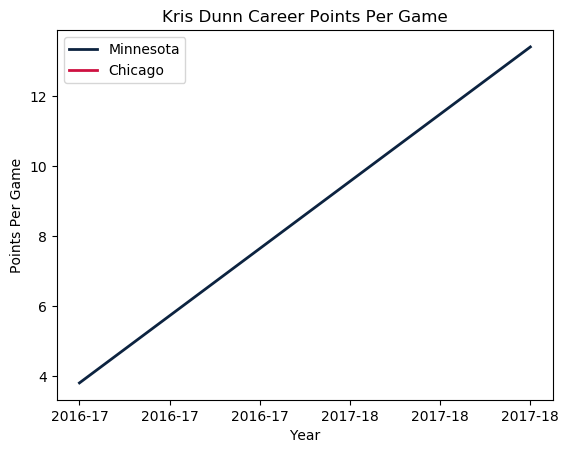 Kris Dunn Career Points Per Game
Minnesota
Chicago
12
10
8
6
4
Points Per Game
2016-17 2016-17 2016-17 2017-18 2017-18 2017-18
Year